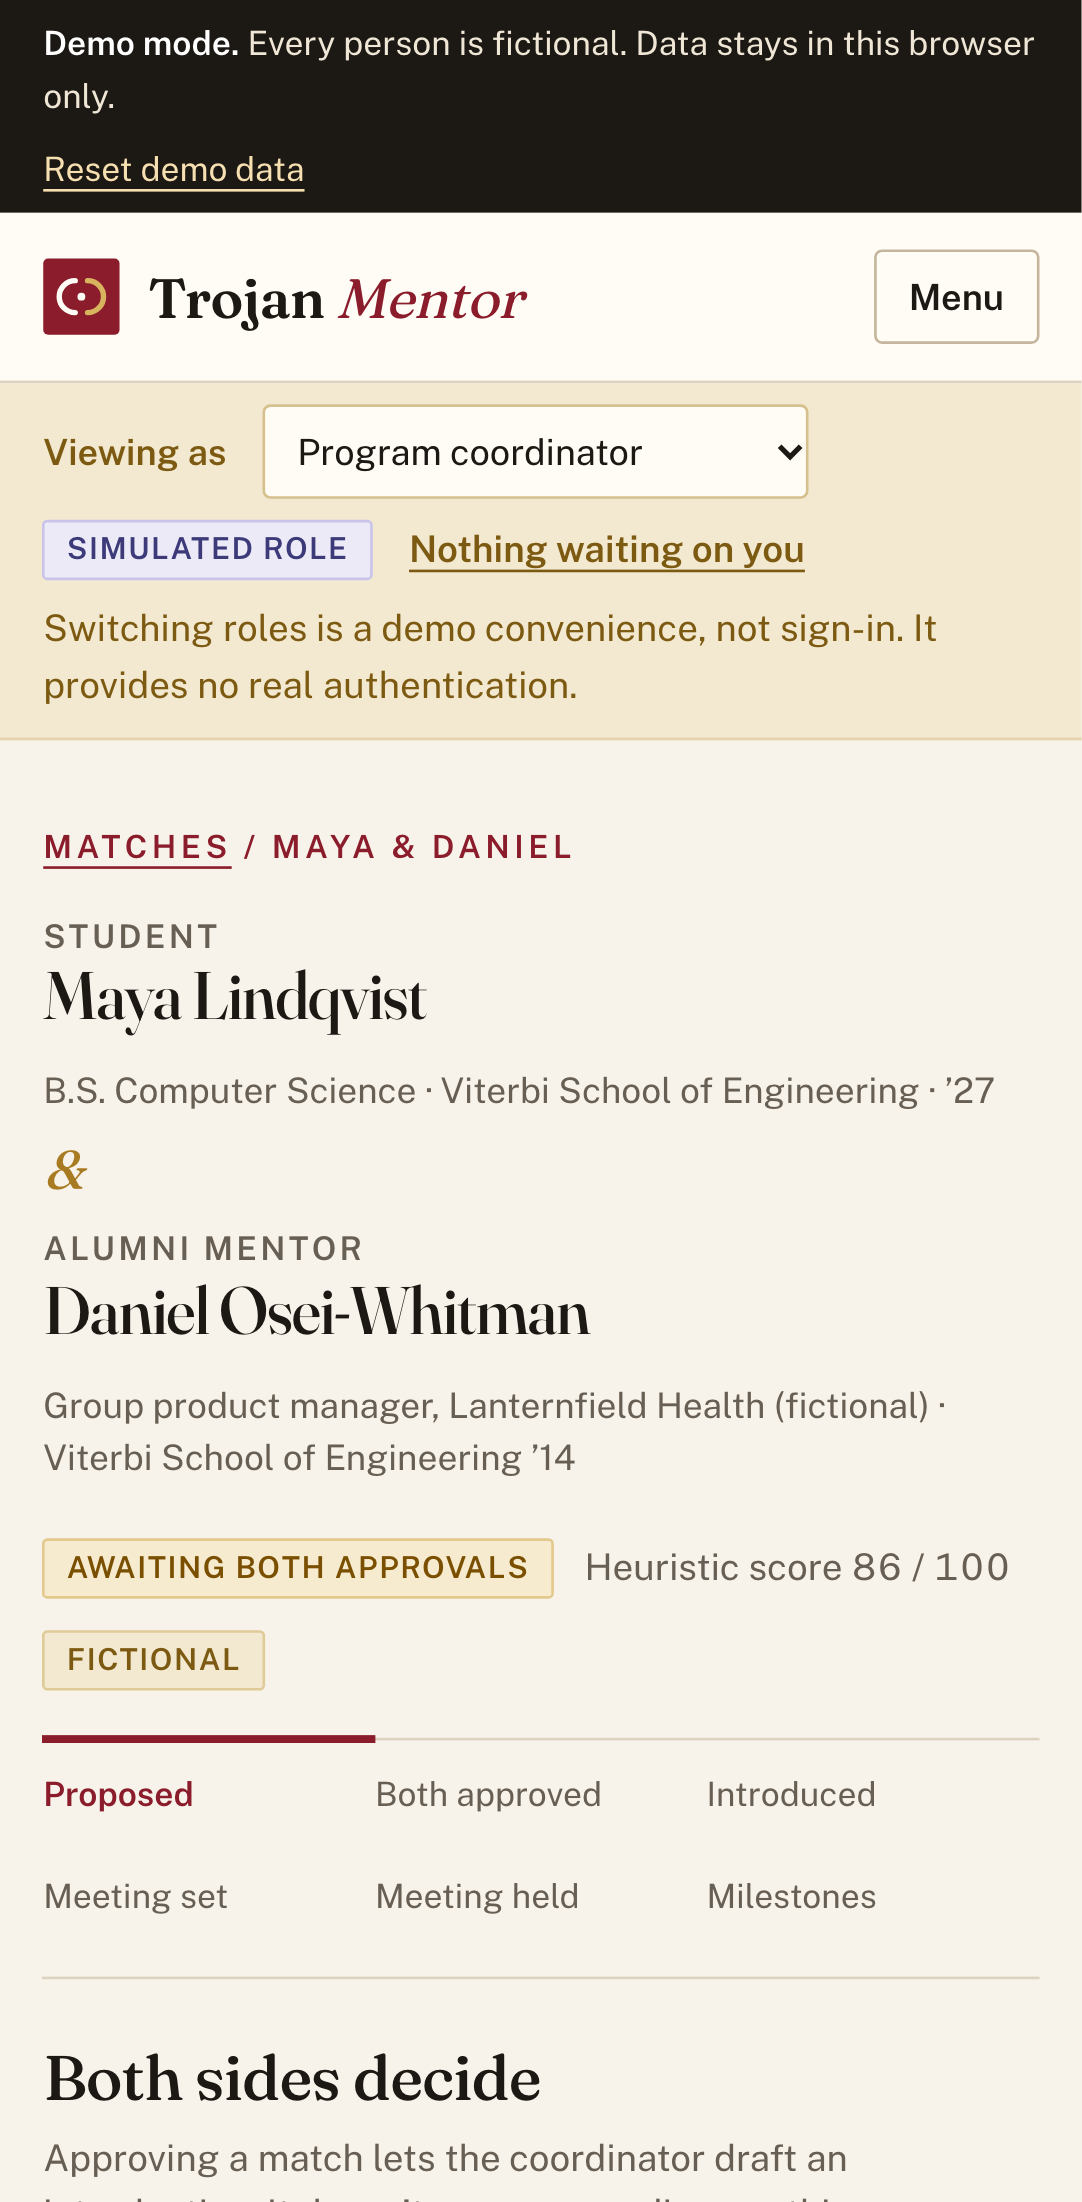 Demo mode. Every person is fictional. Data stays in this browser
only.
Reset demo data
Trojan Mentor
Menu
Viewing as
Program coordinator
SIMULATED ROLE
Nothing waiting on you
Switching roles is a demo convenience, not sign-in. It
provides no real authentication.
MATCHES / MAYA & DANIEL
STUDENT
Maya Lindqvist
B.S. Computer Science · Viterbi School of Engineering · ’27
&
ALUMNI MENTOR
Daniel Osei-Whitman
Group product manager, Lanternfield Health (fictional) ·
Viterbi School of Engineering ’14
AWAITING BOTH APPROVALS
Heuristic score 86 / 100
FICTIONAL
Proposed
Both approved
Introduced
Meeting set
Meeting held
Milestones
Both sides decide
Approving a match lets the coordinator draft an